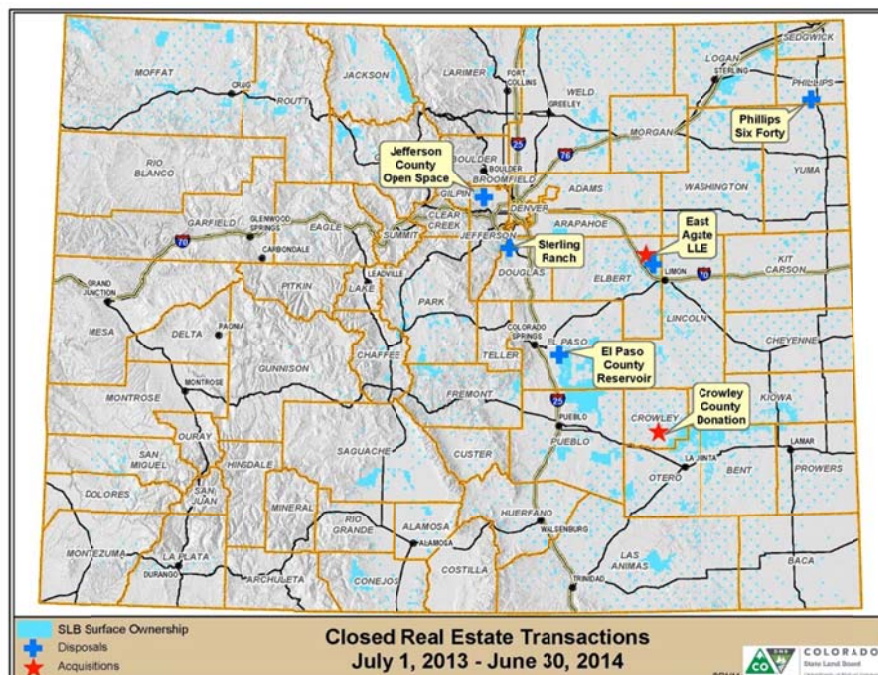 SEDGWICK
LOGAN
STERLING
PHILLIPS
MOFFAT
CRAIG
ROUTT
JACKSON
LARIMER
FORT
COLLINS
WELD
GREELEY
25
76
MORGAN
Phillips
Six Forty
YUMA
RIO
BLANCO
Jefferson
County
Open Space
BOULDER
BOULDER
BROOMFIELD
GILPIN
ADAMS
WASHINGTON
DENVER
CLEAR
CREEK
ARAPAHOE
GARFIELD
GLENWOOD
SPRINGS
EAGLE
SUMMIT
JEFFERSON
70
CARBONDALE
Sterling
Ranch
East
Agate
LLE
KIT
CARSON
DOUGLAS
ELBERT
LIMON
70
GRAND
JUNCTION
PITKIN
LAKE
LEADVILLE
PARK
LINCOLN
MESA
DELTA
PAONIA
COLORADO
SPRINGS
EL PASO
CHEYENNE
TELLER
CHAFFEE
GUNNISON
El Paso
County
Reservoir
MONTROSE
MONTROSE
FREMONT
25
Crowley
County
Donation
KIOWA
CROWLEY
PUEBLO
PUEBLO
OURAY
SAGUACHE
CUSTER
SAN
MIGUEL
HINSDALE
LA JUNTA
LAMAR
OTERO
BENT
PROWERS
DOLORES
SAN
JUAN
MINERAL
RIO
GRANDE
ALAMOSA
ALAMOSA
HUERFANO
WALSENBURG
MONTEZUMA
LA PLATA
DURANGO
ARCHULETA
CONEJOS
COSTILLA
LAS
ANIMAS
TRINIDAD
BACA
SLB Surface Ownership
Disposals
Acquisitions
Closed Real Estate Transactions
July 1, 2013 - June 30, 2014
CO
COLORADO
State Land Board